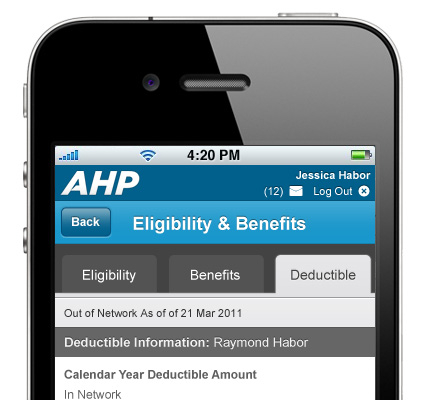 4:20 PM
AHP
Jessica Habor
(12) Log Out
Back
Eligibility & Benefits
Eligibility Benefits Deductible
Out of Network As of of 21 Mar 2011
Deductible Information: Raymond Habor
Calendar Year Deductible Amount
In Network